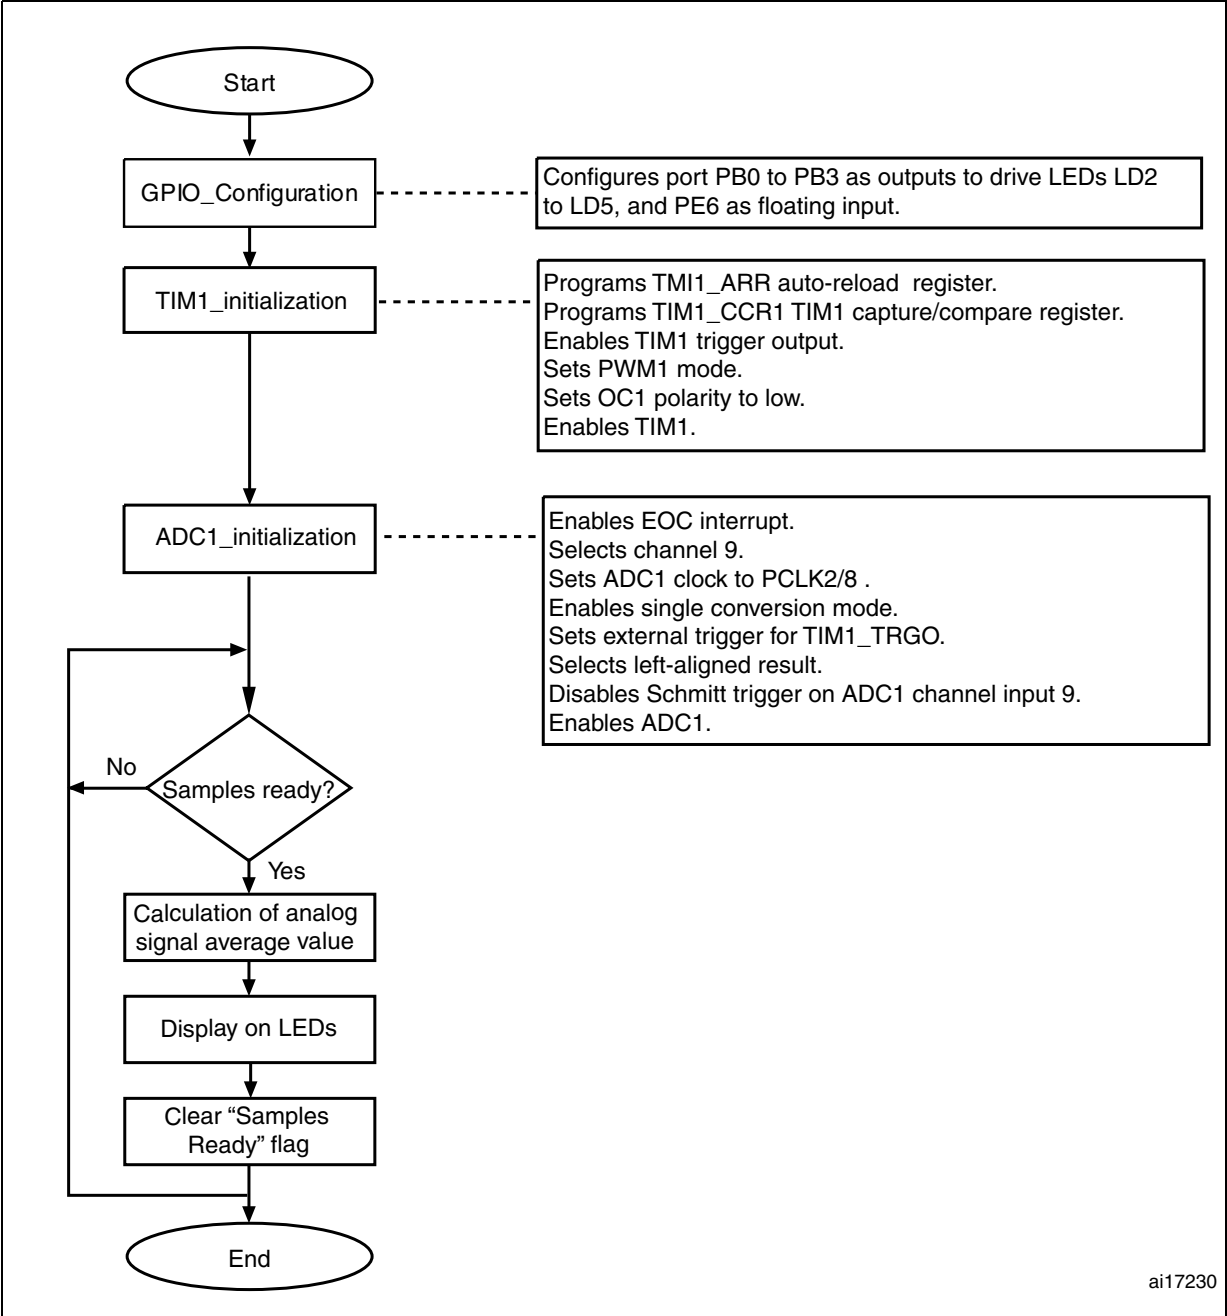 Start
GPIO_Configuration
Configures port PB0 to PB3 as outputs to drive LEDs LD2
to LD5, and PE6 as floating input.
TIM1_initialization
Programs TMI1_ARR auto-reload register.
Programs TIM1_CCR1 TIM1 capture/compare register.
Enables TIM1 trigger output.
Sets PWM1 mode.
Sets OC1 polarity to low.
Enables TIM1.
ADC1_initialization
Enables EOC interrupt.
Selects channel 9.
Sets ADC1 clock to PCLK2/8 .
Enables single conversion mode.
Sets external trigger for TIM1_TRGO.
Selects left-aligned result.
Disables Schmitt trigger on ADC1 channel input 9.
Enables ADC1.
No
Samples ready?
Yes
Calculation of analog
signal average value
Display on LEDs
Clear “Samples
Ready” flag
End
ai17230